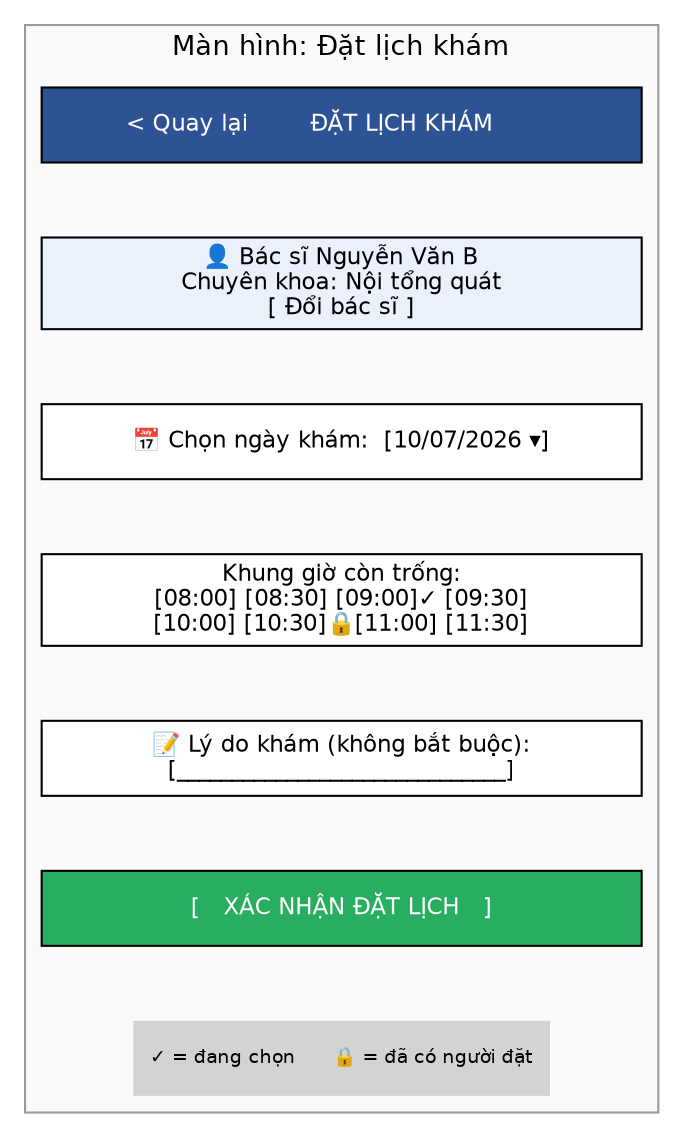 Màn hình: Đặt lịch khám
< Quay lại ĐẶT LỊCH KHÁM
👤 Bác sĩ Nguyễn Văn B
Chuyên khoa: Nội tổng quát
[ Đổi bác sĩ ]
📅 Chọn ngày khám: [10/07/2026 ▾]
Khung giờ còn trống:
[08:00] [08:30] [09:00]✓ [09:30]
[10:00] [10:30]🔒[11:00] [11:30]
📝 Lý do khám (không bắt buộc):
[______________________________]
[ XÁC NHẬN ĐẶT LỊCH ]
✓ = đang chọn 🔒 = đã có người đặt